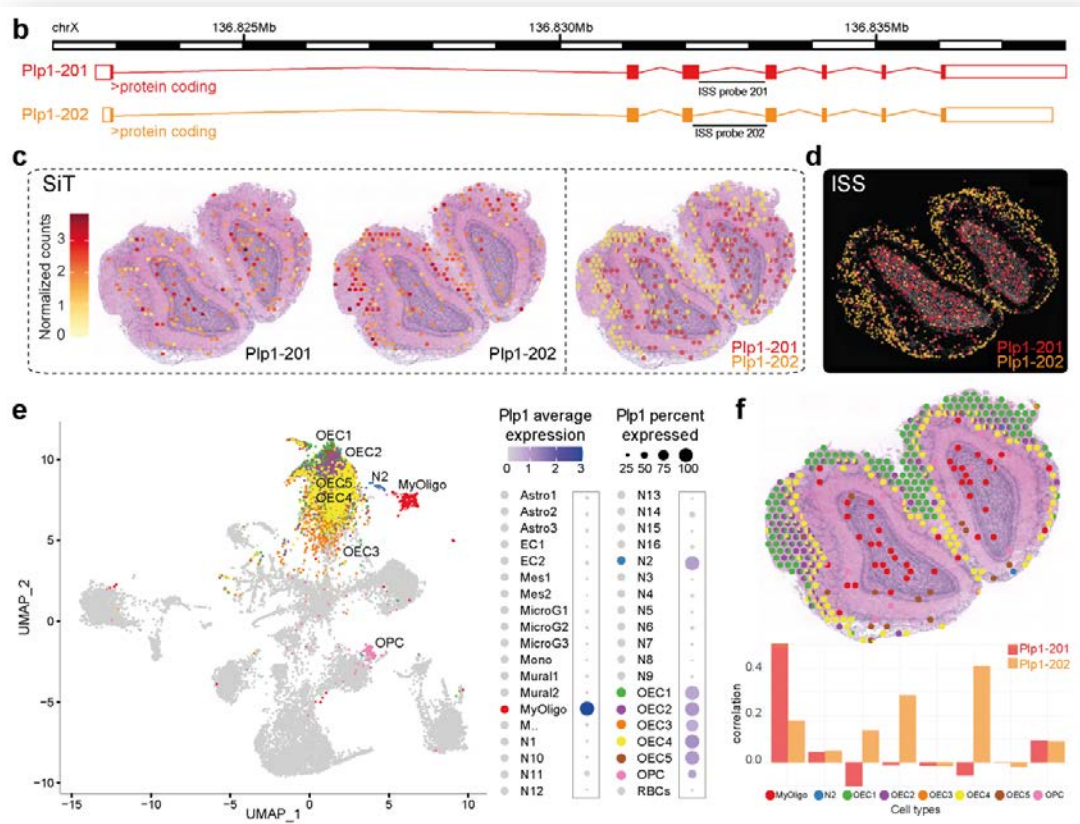 b
chrX
136.825Mb
136.830Mb
136.835Mb
Plp1-201
>protein coding
ISS probe 201
Plp1-202
>protein coding
ISS probe 202
c
SiT
Normalized counts
3
2
1
0
Plp1-201
Plp1-202
Plp1-201
Plp1-202
d
ISS
Plp1-201
Plp1-202
e
UMAP_2
10
5
0
−5
−10
−15
−10
−5
0
5
10
UMAP_1
OEC1
OEC2
OEC5
OEC4
OEC3
N2
MyOligo
OPC
Plp1 average
expression
0 1 2 3
Plp1 percent
expressed
25 50 75 100
Astro1
Astro2
Astro3
EC1
EC2
Mes1
Mes2
MicroG1
MicroG2
MicroG3
Mono
Mural1
Mural2
MyOligo
M..
N1
N10
N11
N12
N13
N14
N15
N16
N2
N3
N4
N5
N6
N7
N8
N9
OEC1
OEC2
OEC3
OEC4
OEC5
OPC
RBCs
f
Plp1-201
Plp1-202
correlation
0.4
0.2
0.0
MyOligo N2 OEC1 OEC2 OEC3 OEC4 OEC5 OPC
Cell types